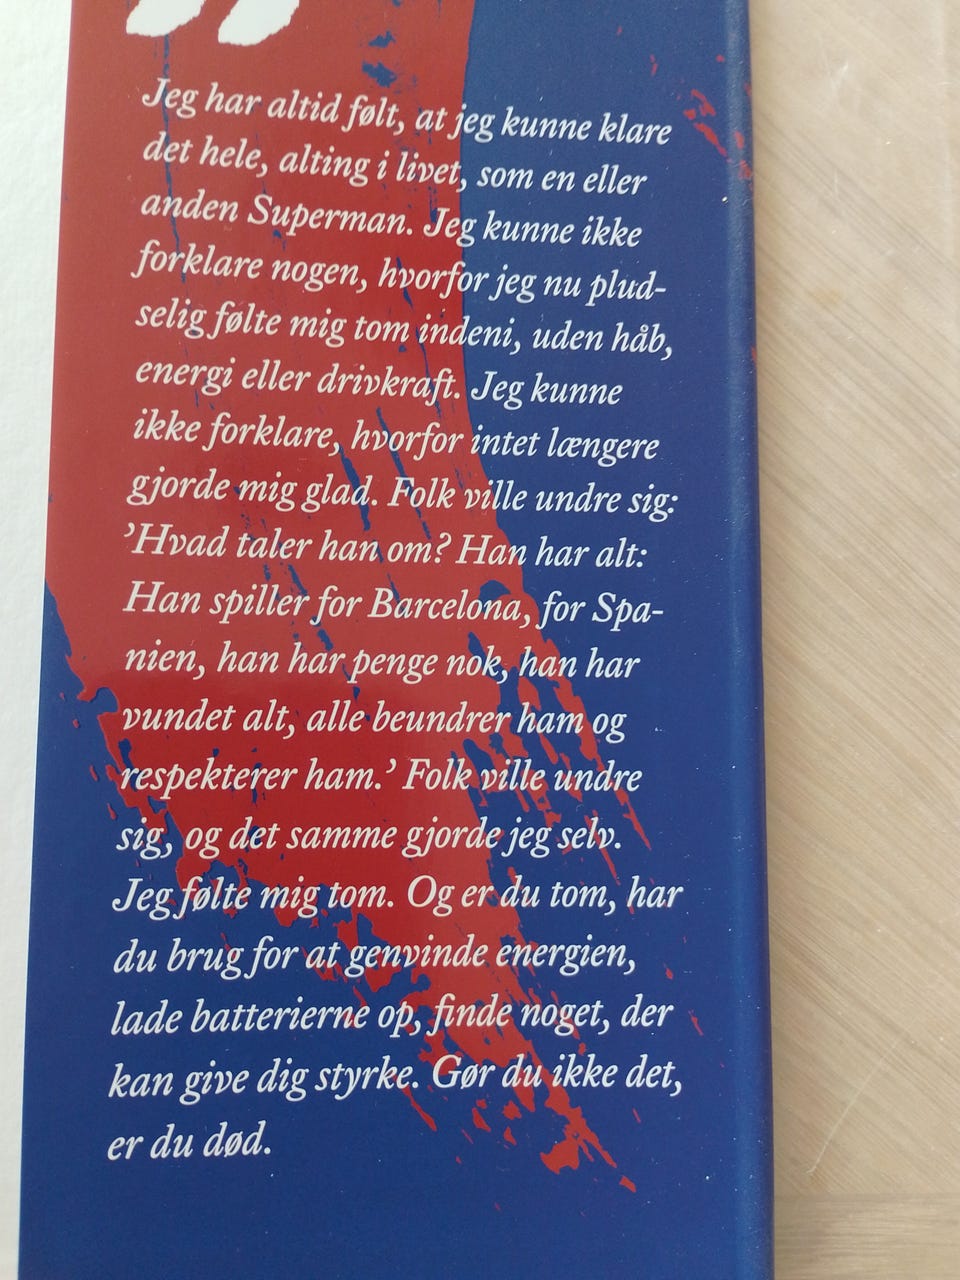 ”
Jeg har altid følt, at jeg kunne klare
det hele, alting i livet, som en eller
anden Superman. Jeg kunne ikke
forklare nogen, hvorfor jeg nu plud-
selig følte mig tom indeni, uden håb,
energi eller drivkraft. Jeg kunne
ikke forklare, hvorfor intet længere
gjorde mig glad. Folk ville undre sig:
’Hvad taler han om? Han har alt:
Han spiller for Barcelona, for Spa-
nien, han har penge nok, han har
vundet alt, alle beundrer ham og
respekterer ham.’ Folk ville undre
sig, og det samme gjorde jeg selv.
Jeg følte mig tom. Og er du tom, har
du brug for at genvinde energien,
lade batterierne op, finde noget, der
kan give dig styrke. Gør du ikke det,
er du død.